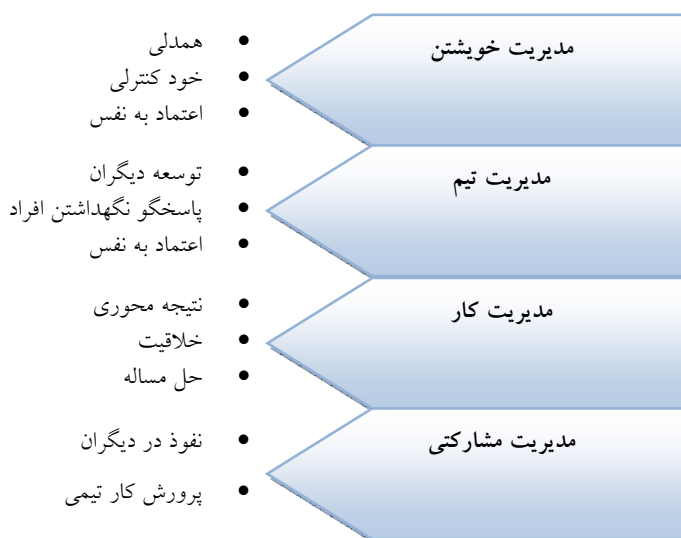 مدیریت خویشتن
• همدلی
• خود کنترلی
• اعتماد به نفس
مدیریت تیم
• توسعه دیگران
• پاسخگو نگهداشتن افراد
• اعتماد به نفس
مدیریت کار
• نتیجه محوری
• خلاقیت
• حل مساله
مدیریت مشارکتی
• نفوذ در دیگران
• پرورش کار تیمی